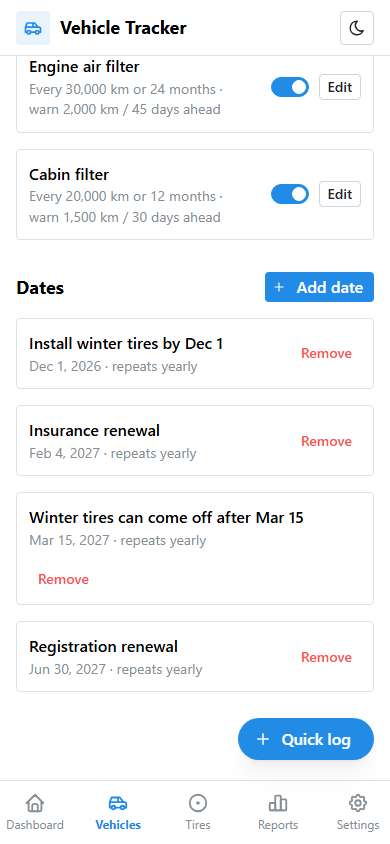 Vehicle Tracker
Engine air filter
Every 30,000 km or 24 months ·
warn 2,000 km / 45 days ahead
Edit
Cabin filter
Every 20,000 km or 12 months ·
warn 1,500 km / 30 days ahead
Edit
Dates
+ Add date
Install winter tires by Dec 1
Dec 1, 2026 · repeats yearly
Remove
Insurance renewal
Feb 4, 2027 · repeats yearly
Remove
Winter tires can come off after Mar 15
Mar 15, 2027 · repeats yearly
Remove
Registration renewal
Jun 30, 2027 · repeats yearly
Remove
+ Quick log
Dashboard
Vehicles
Tires
Reports
Settings